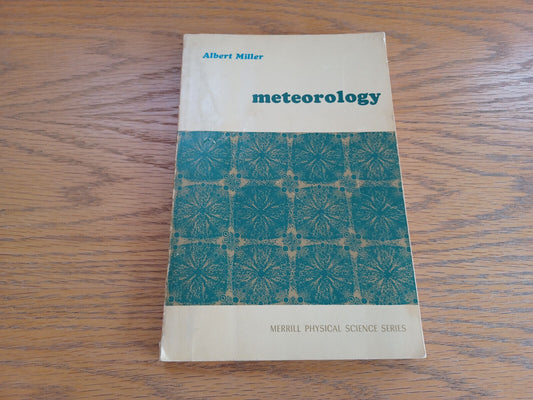 Albert Miller
meteorology
MERRILL PHYSICAL SCIENCE SERIES